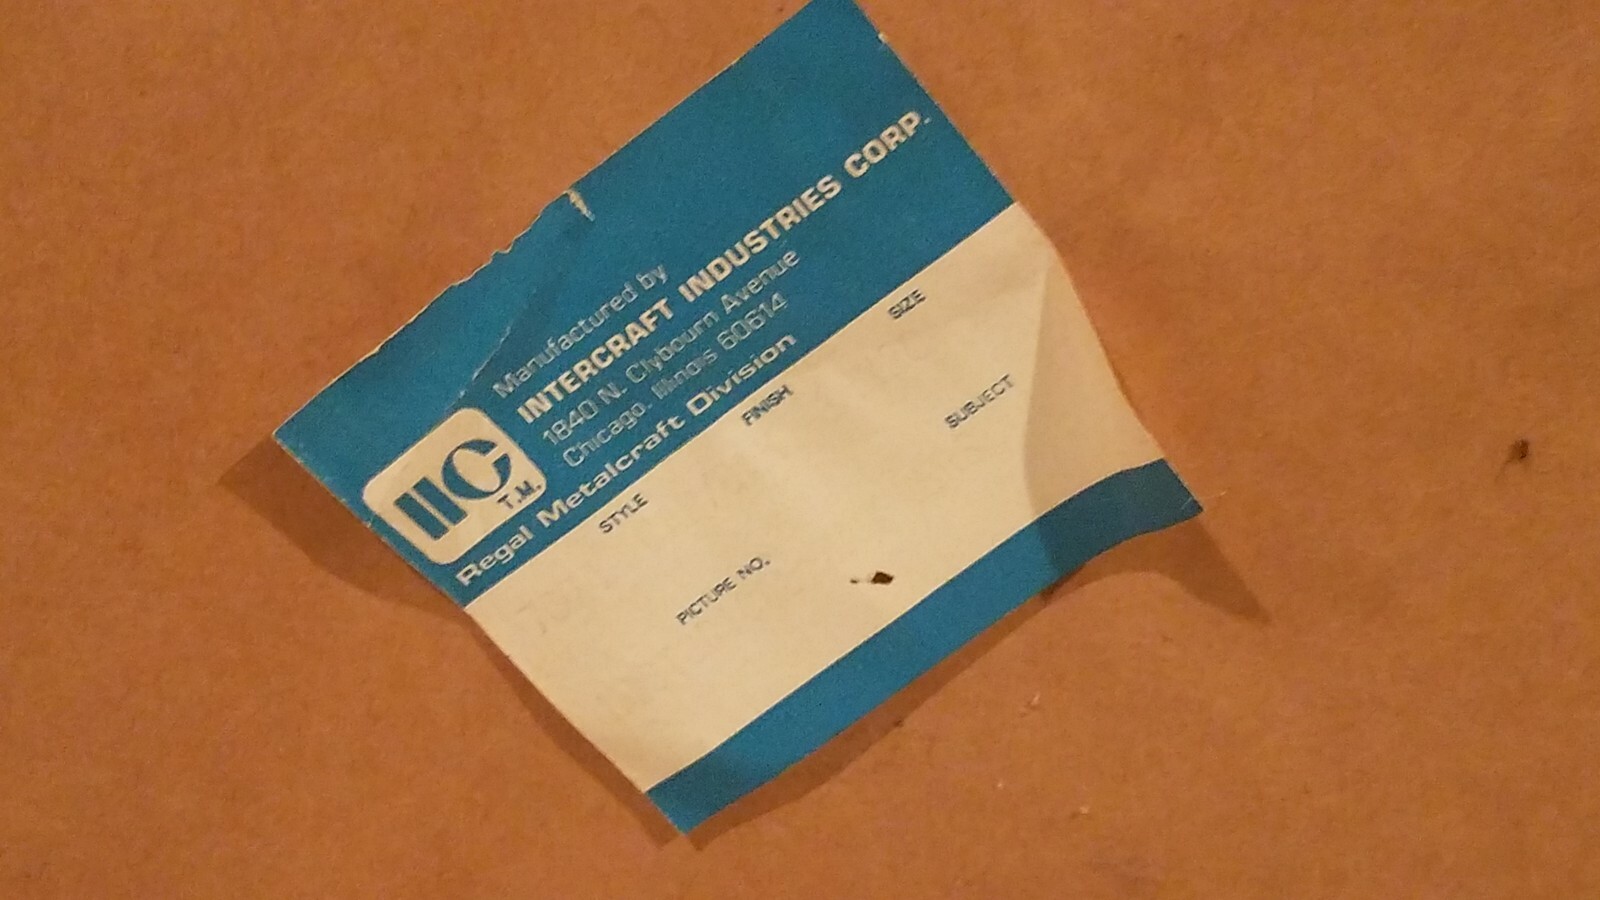 Manufactured by
INTERCRAFT INDUSTRIES CORP.
1840 N. Clybourn Avenue
Chicago, Illinois 60614
IIC
T.M.
Regal Metalcraft Division
STYLE FINISH SIZE
PICTURE NO. SUBJECT